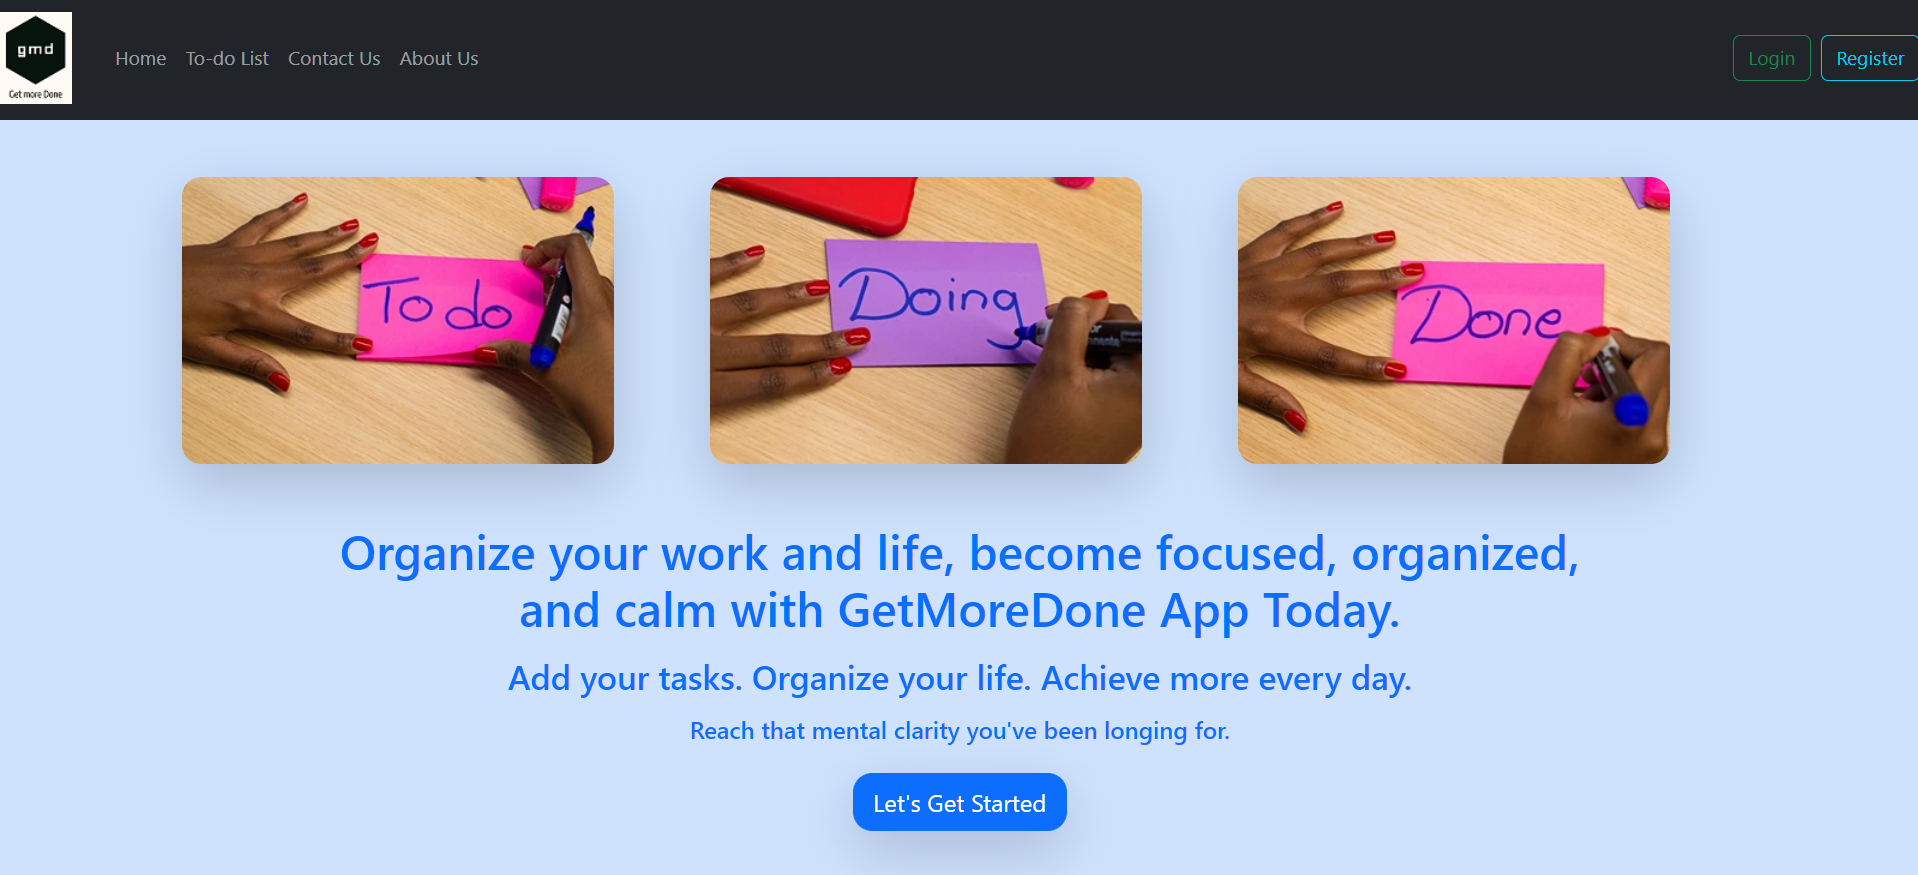 gmd
Get more Done
Home To-do List Contact Us About Us
Login Register
To do
Doing
Done
Organize your work and life, become focused, organized,
and calm with GetMoreDone App Today.
Add your tasks. Organize your life. Achieve more every day.
Reach that mental clarity you've been longing for.
Let's Get Started